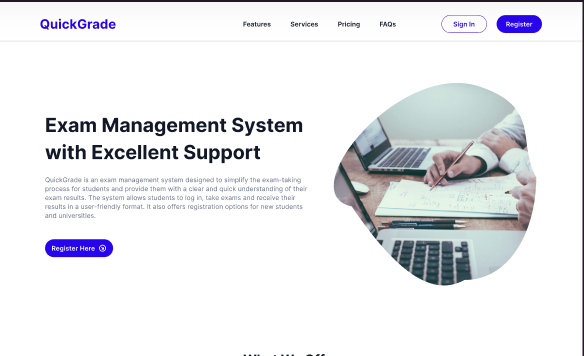 QuickGrade
Features Services Pricing FAQs
Sign In Register
Exam Management System
with Excellent Support
QuickGrade is an exam management system designed to simplify the exam-taking
process for students and provide them with a clear and quick understanding of their
exam results. The system allows students to log in, take exams and receive their
results in a user-friendly format. It also offers registration options for new students
and universities.
Register Here
What We Off